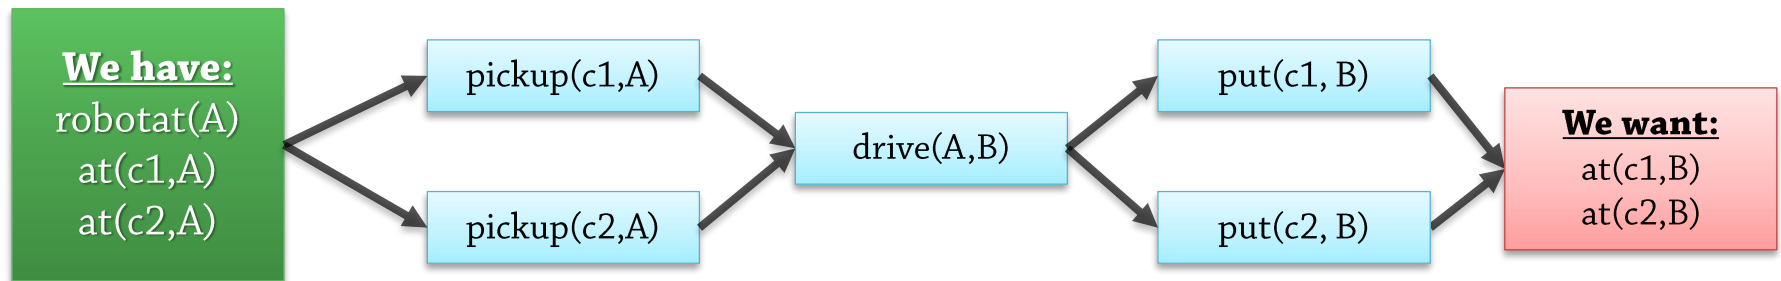 We have:
robotat(A)
at(c1,A)
at(c2,A)
pickup(c1,A)
pickup(c2,A)
drive(A,B)
put(c1, B)
put(c2, B)
We want:
at(c1,B)
at(c2,B)